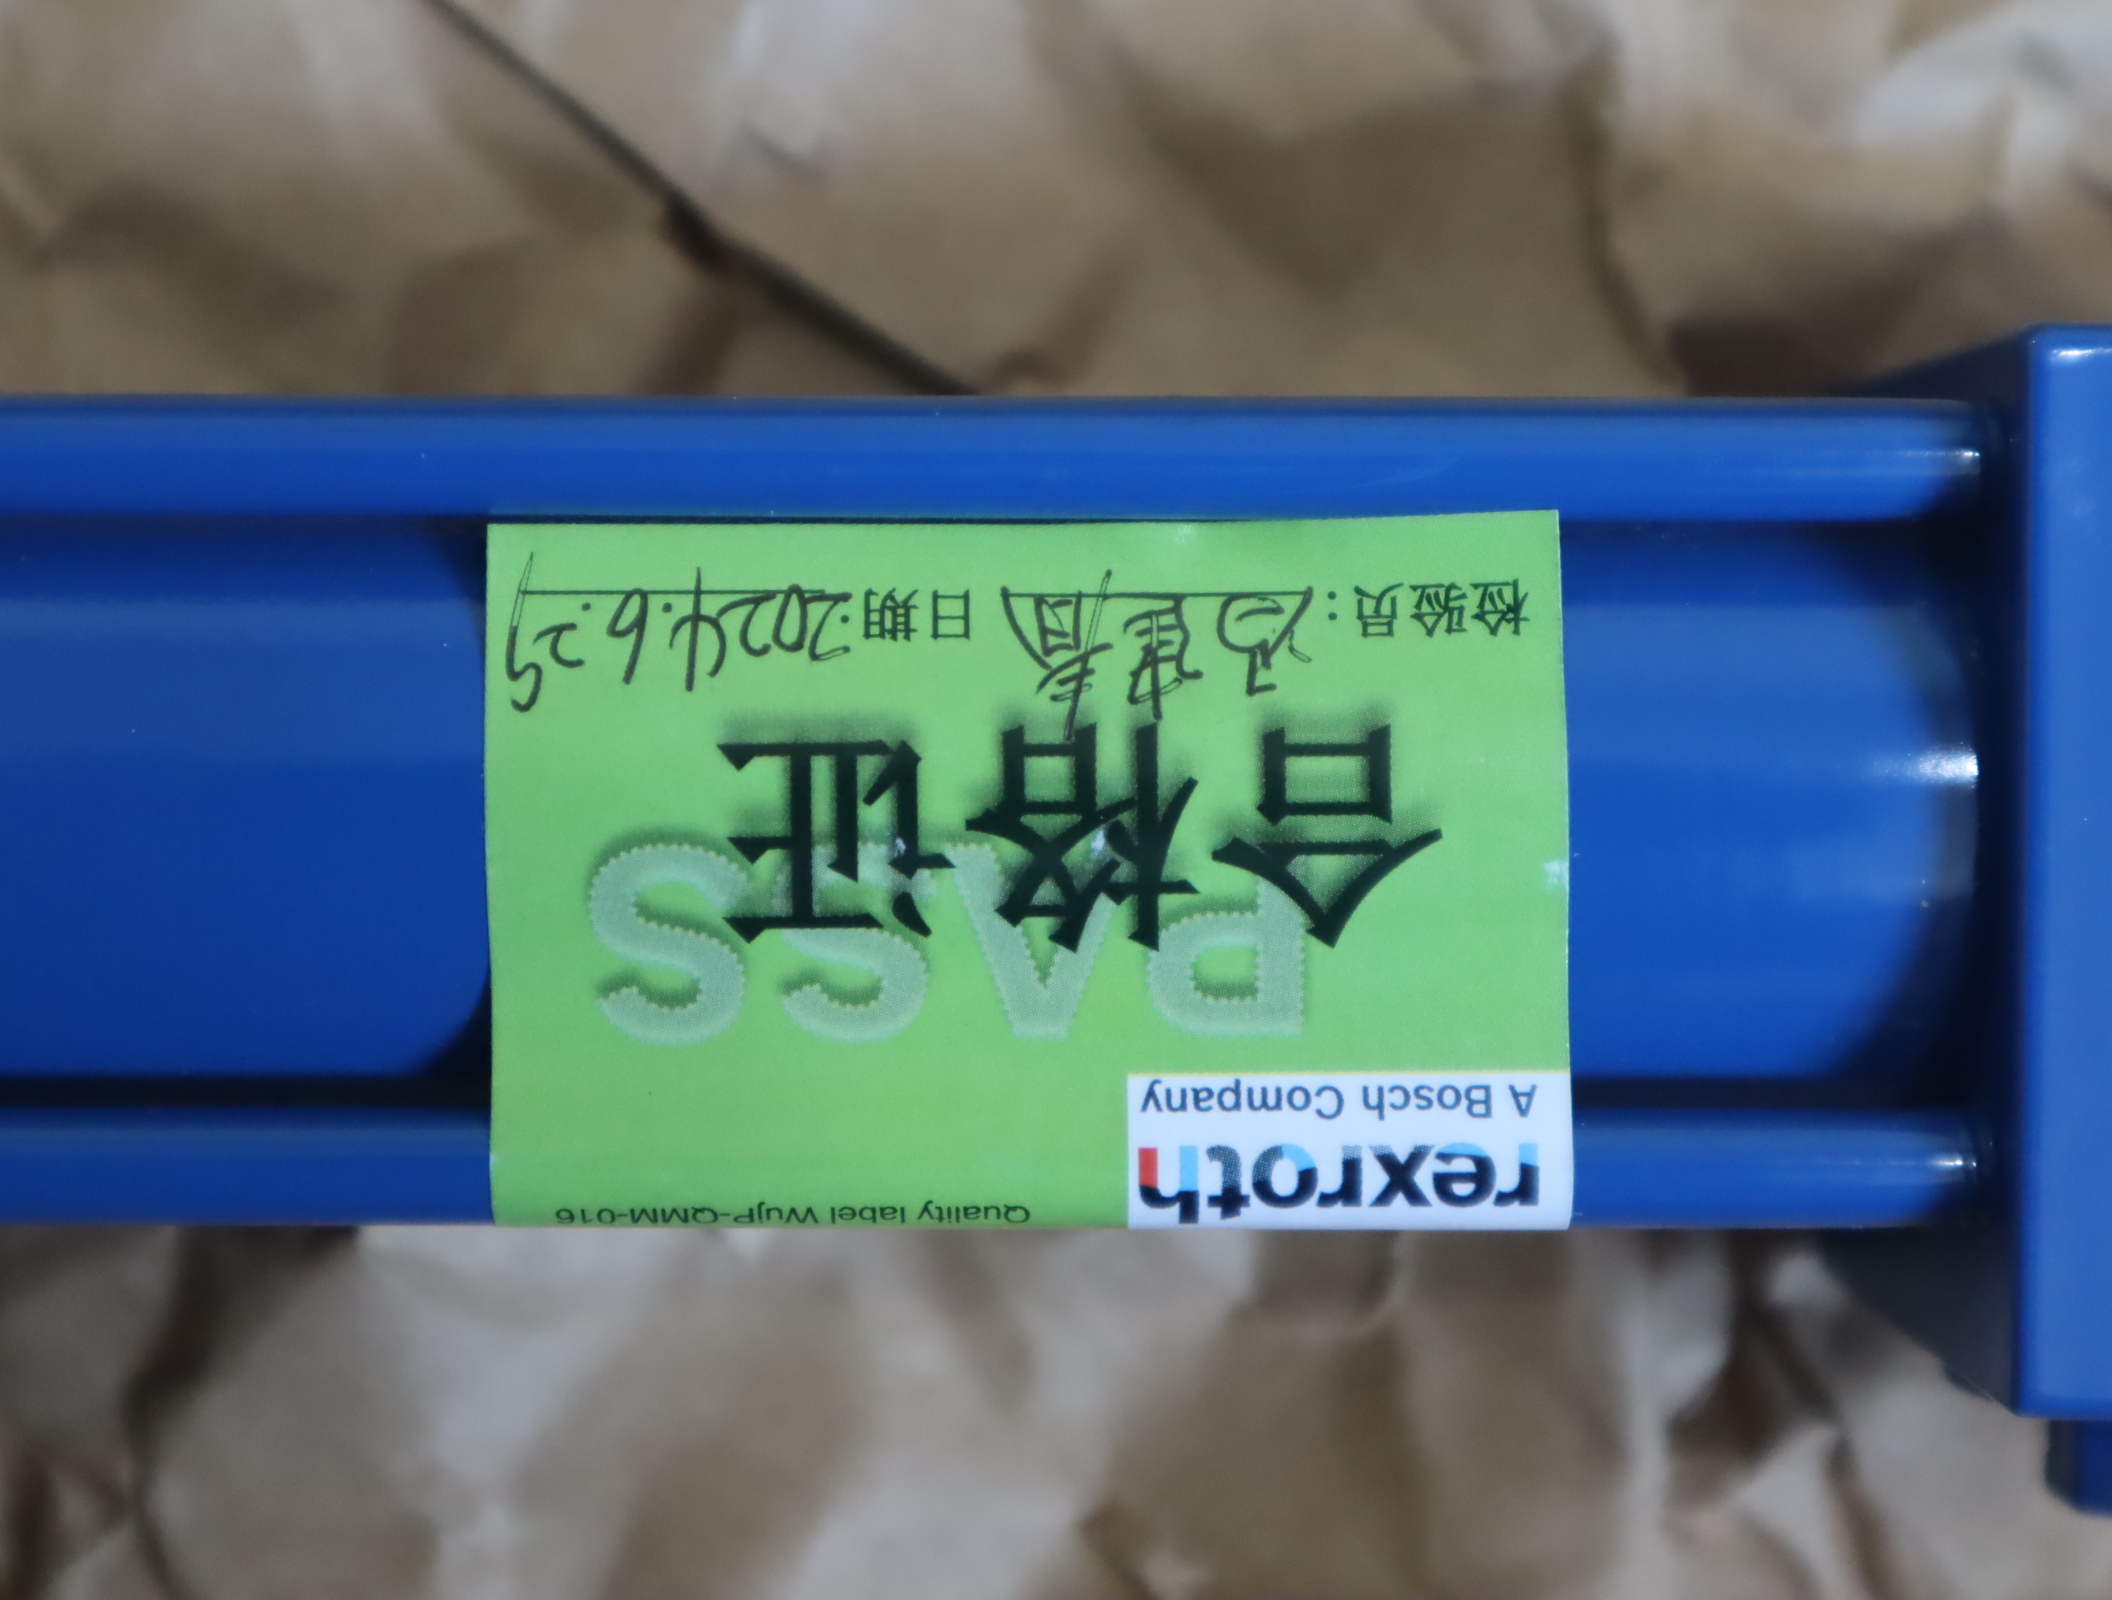 Quality label WujP-QMM-016
rexroth
A Bosch Company
PASS
合格证
检验员: 日期: 2024.6.25